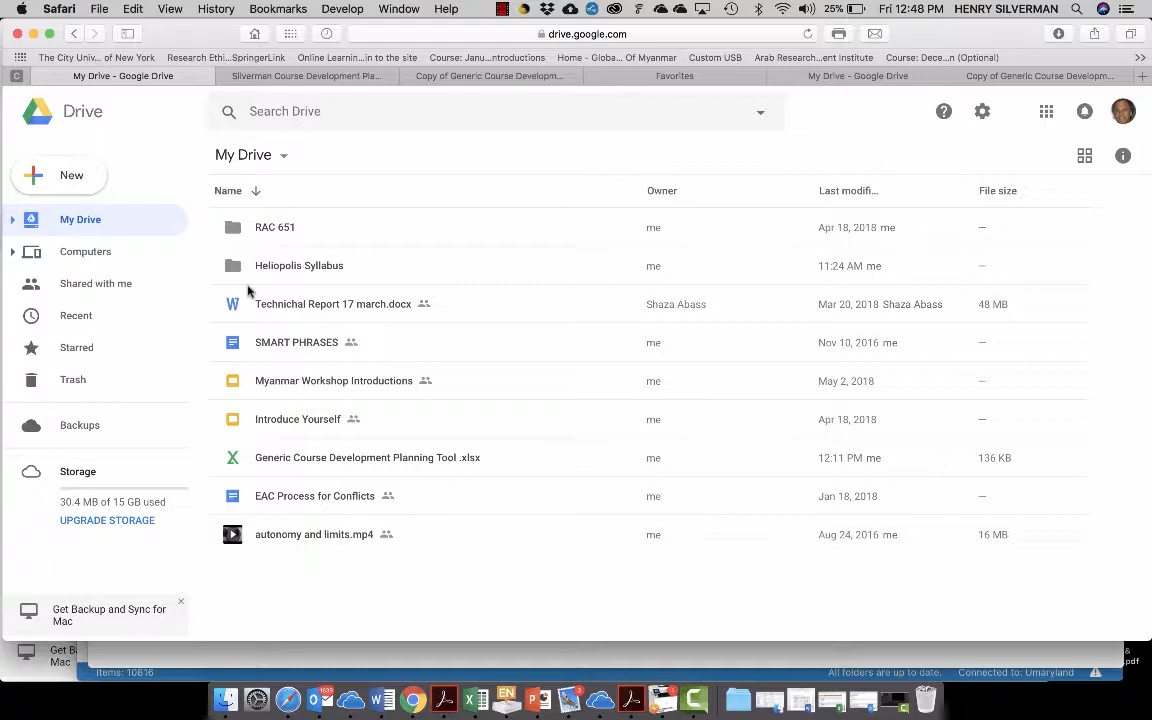 Safari File Edit View History Bookmarks Develop Window Help 25% Fri 12:48 PM HENRY SILVERMAN
drive.google.com
The City Univ... of New York Research Ethi...SpringerLink Online Learnin...in to the site Course: Janu...ntroductions Home - Globa... Of Myanmar Custom USB Arab Research...ent Institute Course: Dece...n (Optional)
C My Drive - Google Drive Silverman Course Development Pla... Copy of Generic Course Developm... Favorites My Drive - Google Drive Copy of Generic Course Developm...
Drive Search Drive
My Drive
New
Name Owner Last modifi... File size
My Drive
Computers
Shared with me
Recent
Starred
Trash
Backups
Storage
30.4 MB of 15 GB used
UPGRADE STORAGE
RAC 651 me Apr 18, 2018 me —
Heliopolis Syllabus me 11:24 AM me —
Technichal Report 17 march.docx Shaza Abass Mar 20, 2018 Shaza Abass 48 MB
SMART PHRASES me Nov 10, 2016 me —
Myanmar Workshop Introductions me May 2, 2018 —
Introduce Yourself me Apr 18, 2018 —
Generic Course Development Planning Tool .xlsx me 12:11 PM me 136 KB
EAC Process for Conflicts me Jan 18, 2018 —
autonomy and limits.mp4 me Aug 24, 2016 me 16 MB
Get Backup and Sync for
Mac
Get B
Mac
&
.pdf
Items: 10816 All folders are up to date. Connected to: Umaryland
EN